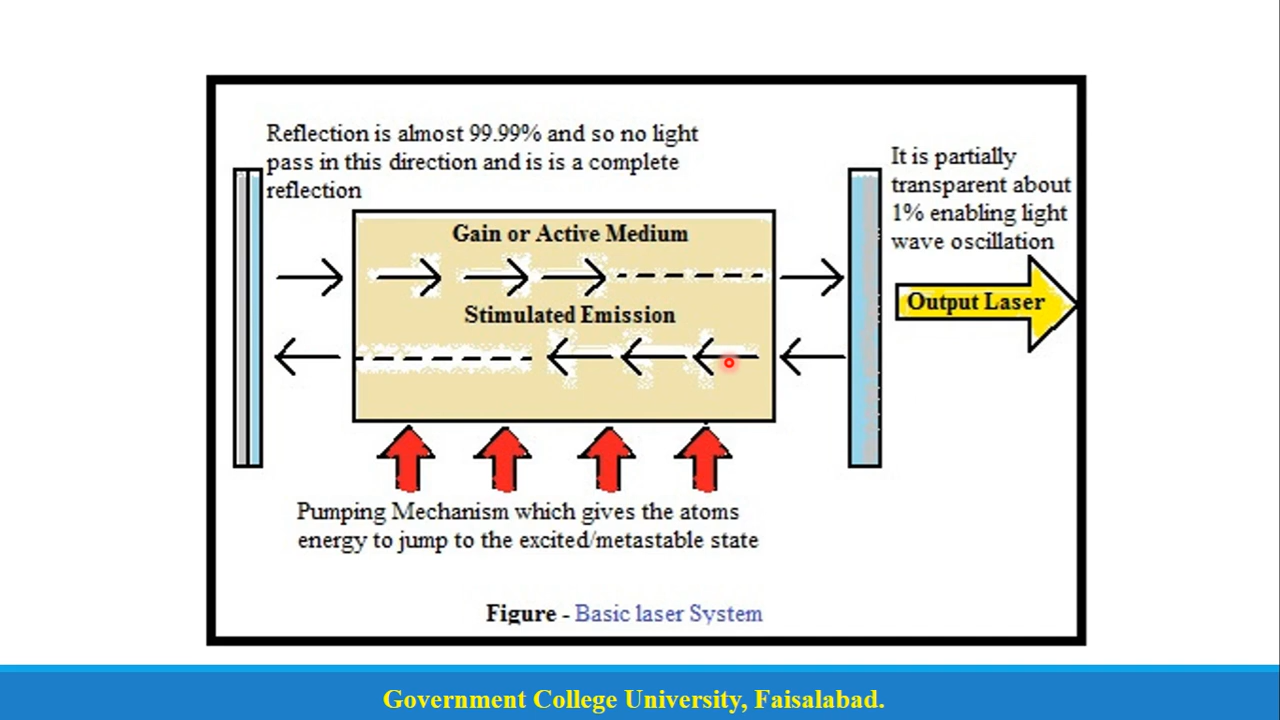 Reflection is almost 99.99% and so no light
pass in this direction and is is a complete
reflection
It is partially
transparent about
1% enabling light
wave oscillation
Gain or Active Medium
Stimulated Emission
Output Laser
Pumping Mechanism which gives the atoms
energy to jump to the excited/metastable state
Figure - Basic laser System
Government College University, Faisalabad.